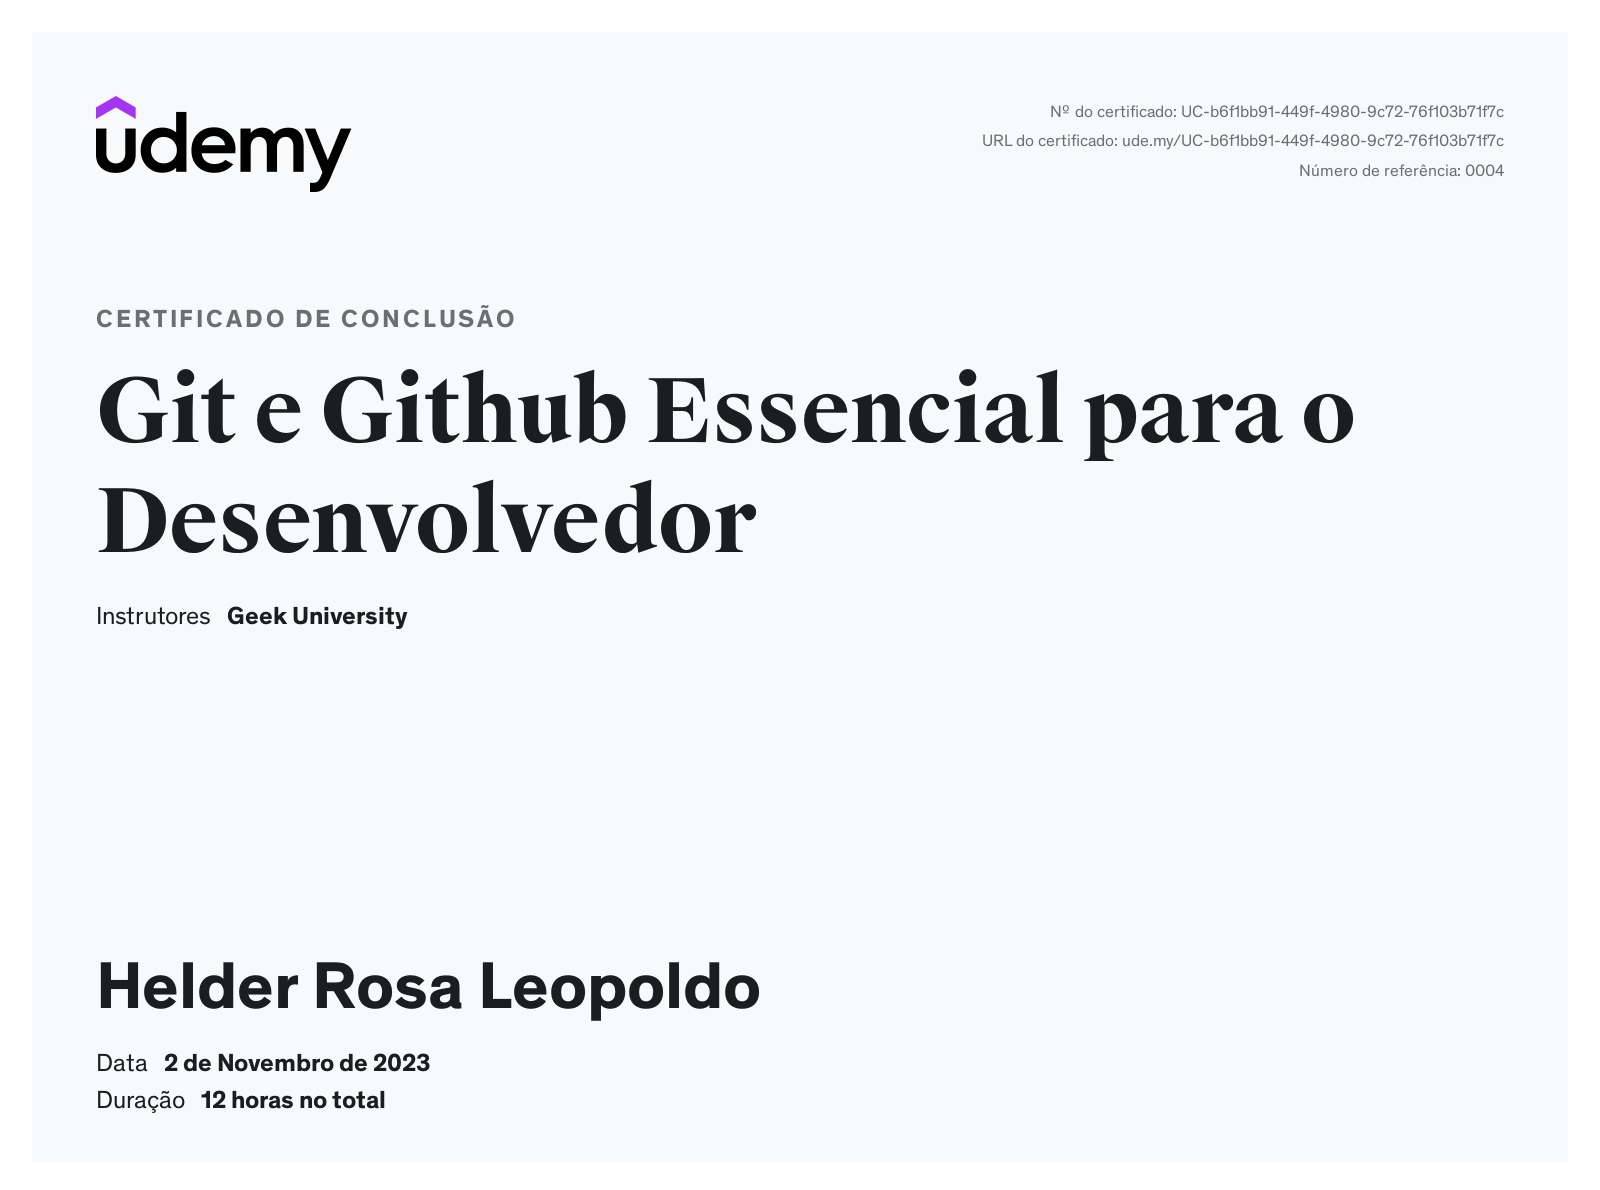 udemy
Nº do certificado: UC-b6f1bb91-449f-4980-9c72-76f103b71f7c
URL do certificado: ude.my/UC-b6f1bb91-449f-4980-9c72-76f103b71f7c
Número de referência: 0004
CERTIFICADO DE CONCLUSÃO
Git e Github Essencial para o
Desenvolvedor
Instrutores Geek University
Helder Rosa Leopoldo
Data 2 de Novembro de 2023
Duração 12 horas no total